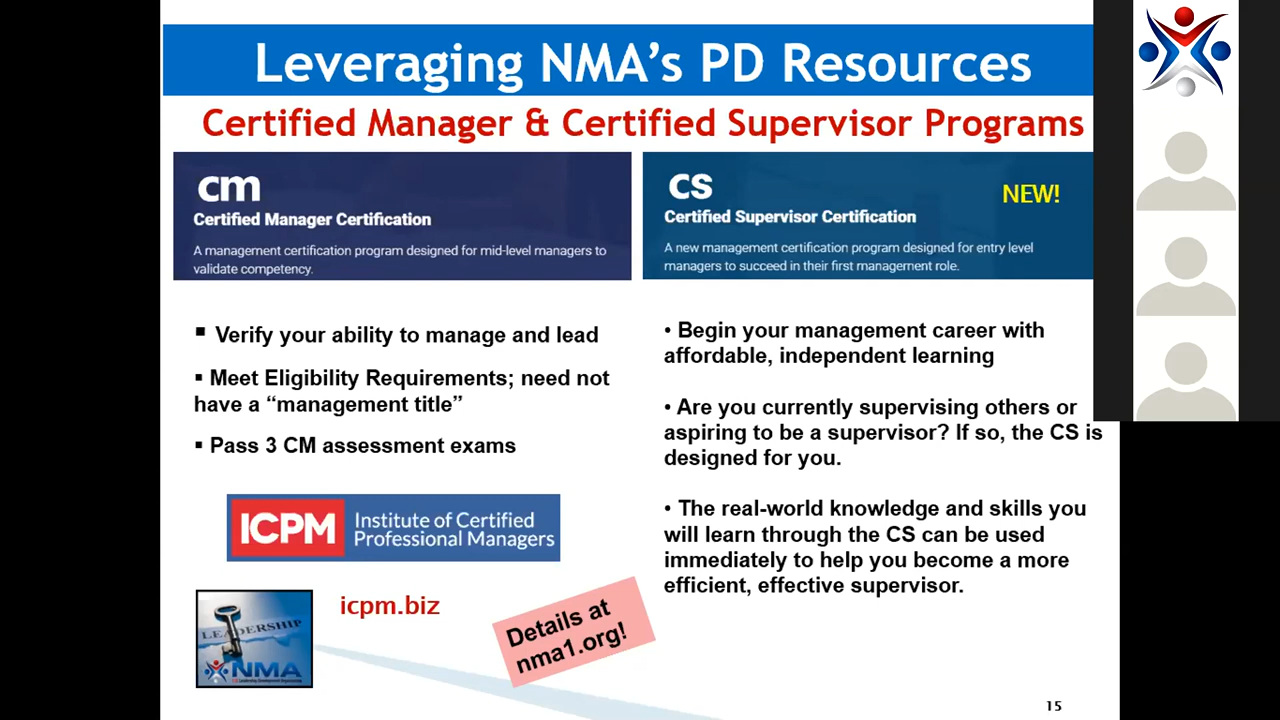 Leveraging NMA's PD Resources
Certified Manager & Certified Supervisor Programs
cm
Certified Manager Certification
A management certification program designed for mid-level managers to
validate competency.
cs
NEW!
Certified Supervisor Certification
A new management certification program designed for entry level
managers to succeed in their first management role.
▪ Verify your ability to manage and lead
▪ Meet Eligibility Requirements; need not
have a “management title”
▪ Pass 3 CM assessment exams
ICPM
Institute of Certified
Professional Managers
LEADERSHIP
NMA
icpm.biz
Details at
nma1.org!
• Begin your management career with
affordable, independent learning
• Are you currently supervising others or
aspiring to be a supervisor? If so, the CS is
designed for you.
• The real-world knowledge and skills you
will learn through the CS can be used
immediately to help you become a more
efficient, effective supervisor.
15